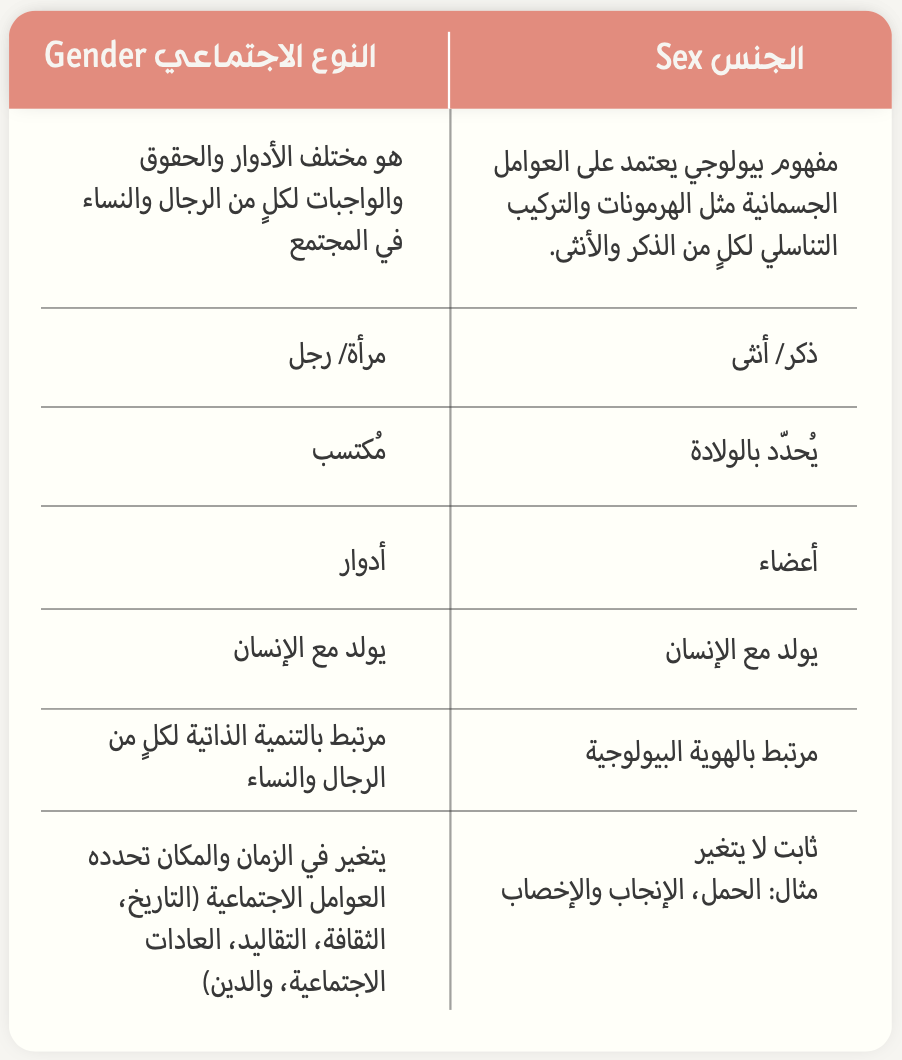 الجنس Sex
النوع الاجتماعي Gender
مفهوم بيولوجي يعتمد على العوامل
الجسمانية مثل الهرمونات والتركيب
التناسلي لكلٍ من الذكر والأنثى.
هو مختلف الأدوار والحقوق
والواجبات لكلٍ من الرجال والنساء
في المجتمع
ذكر/ أنثى
مرأة/ رجل
يُحدّد بالولادة
مُكتسب
أعضاء
أدوار
يولد مع الإنسان
يولد مع الإنسان
مرتبط بالهوية البيولوجية
مرتبط بالتنمية الذاتية لكلٍ من
الرجال والنساء
ثابت لا يتغير
مثال: الحمل، الإنجاب والإخصاب
يتغير في الزمان والمكان تحدده
العوامل الاجتماعية (التاريخ،
الثقافة، التقاليد، العادات
الاجتماعية، والدين)